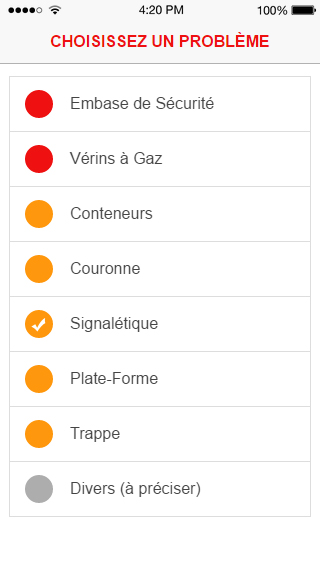 4:20 PM 100%
CHOISISSEZ UN PROBLÈME
Embase de Sécurité
Vérins à Gaz
Conteneurs
Couronne
Signalétique
Plate-Forme
Trappe
Divers (à préciser)